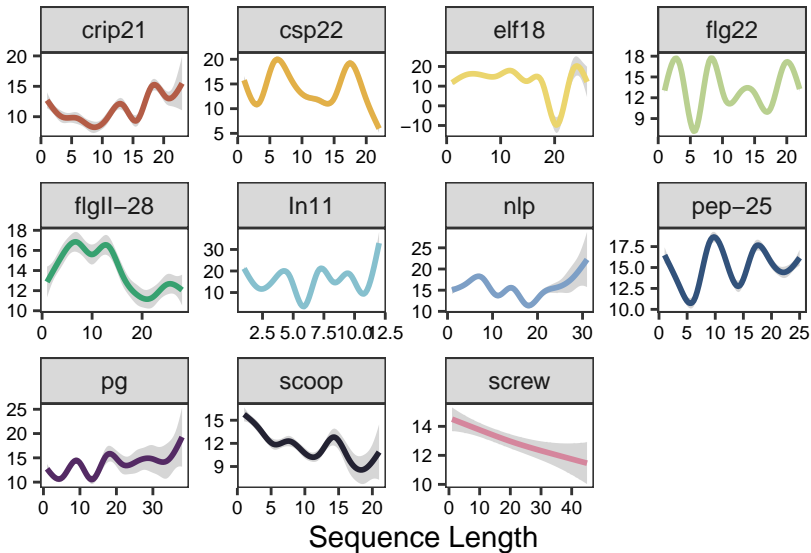 crip21 csp22 elf18 flg22
20 20 18
15 20 15
15 10 10 12
10 10 0 9
5 -10
0 5 10 15 20 0 5 10 15 20 0 10 20 0 5 10 15 20
flgII-28 In11 nlp pep-25
18 30 25 17.5
16 20 20 15.0
14 10 15 12.5
12 10 10.0
10
0 10 20 2.5 5.0 7.5 10.0 12.5 0 10 20 30 0 5 10 15 20 25
pg scoop screw
25 15 14
20 12 12
15 9 10
10
0 10 20 30 0 5 10 15 20 0 10 20 30 40
Sequence Length